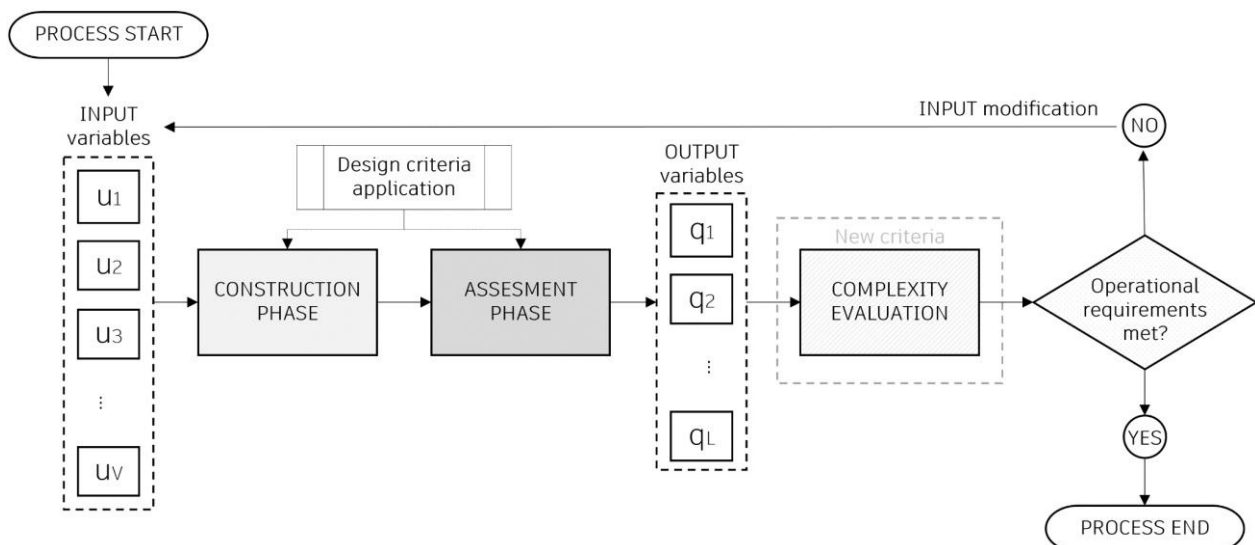 PROCESS START
INPUT
variables
u1
u2
u3
⋮
uV
INPUT modification
NO
Design criteria
application
CONSTRUCTION
PHASE
ASSESMENT
PHASE
OUTPUT
variables
q1
q2
⋮
qL
New criteria
COMPLEXITY
EVALUATION
Operational
requirements
met?
YES
PROCESS END